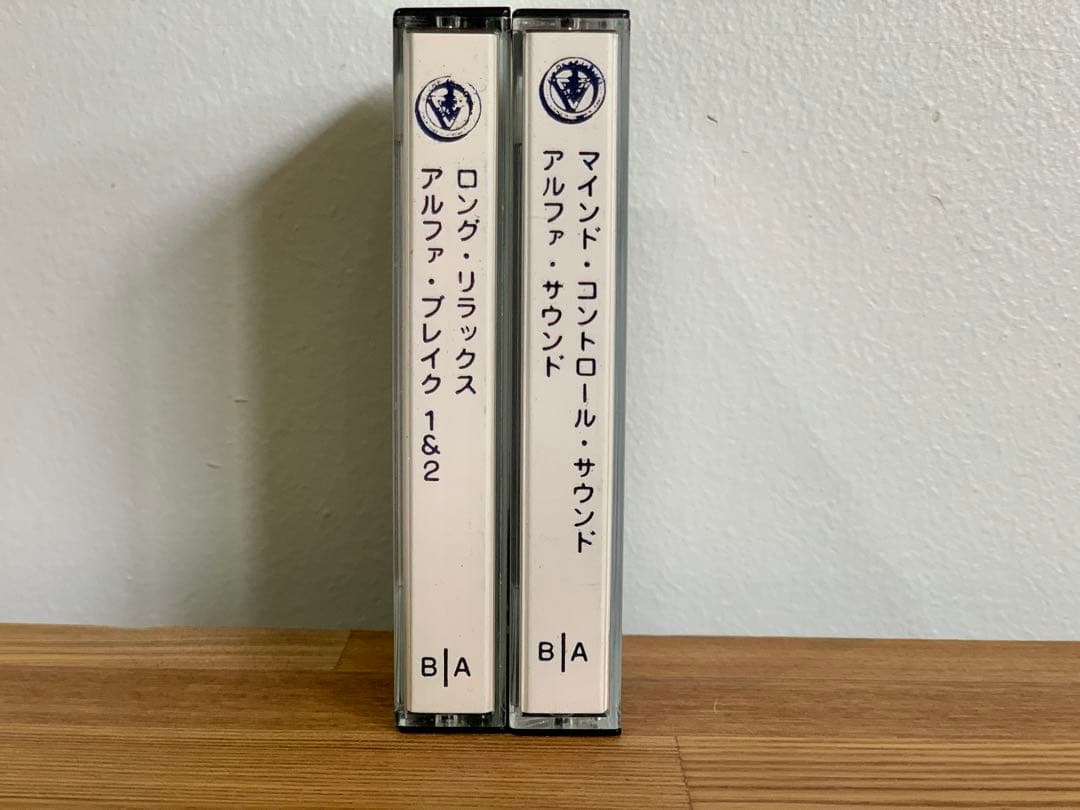 ロング・リラックス
アルファ・ブレイク 1&2
B|A
マインド・コントロール・サウンド
アルファ・サウンド
B|A